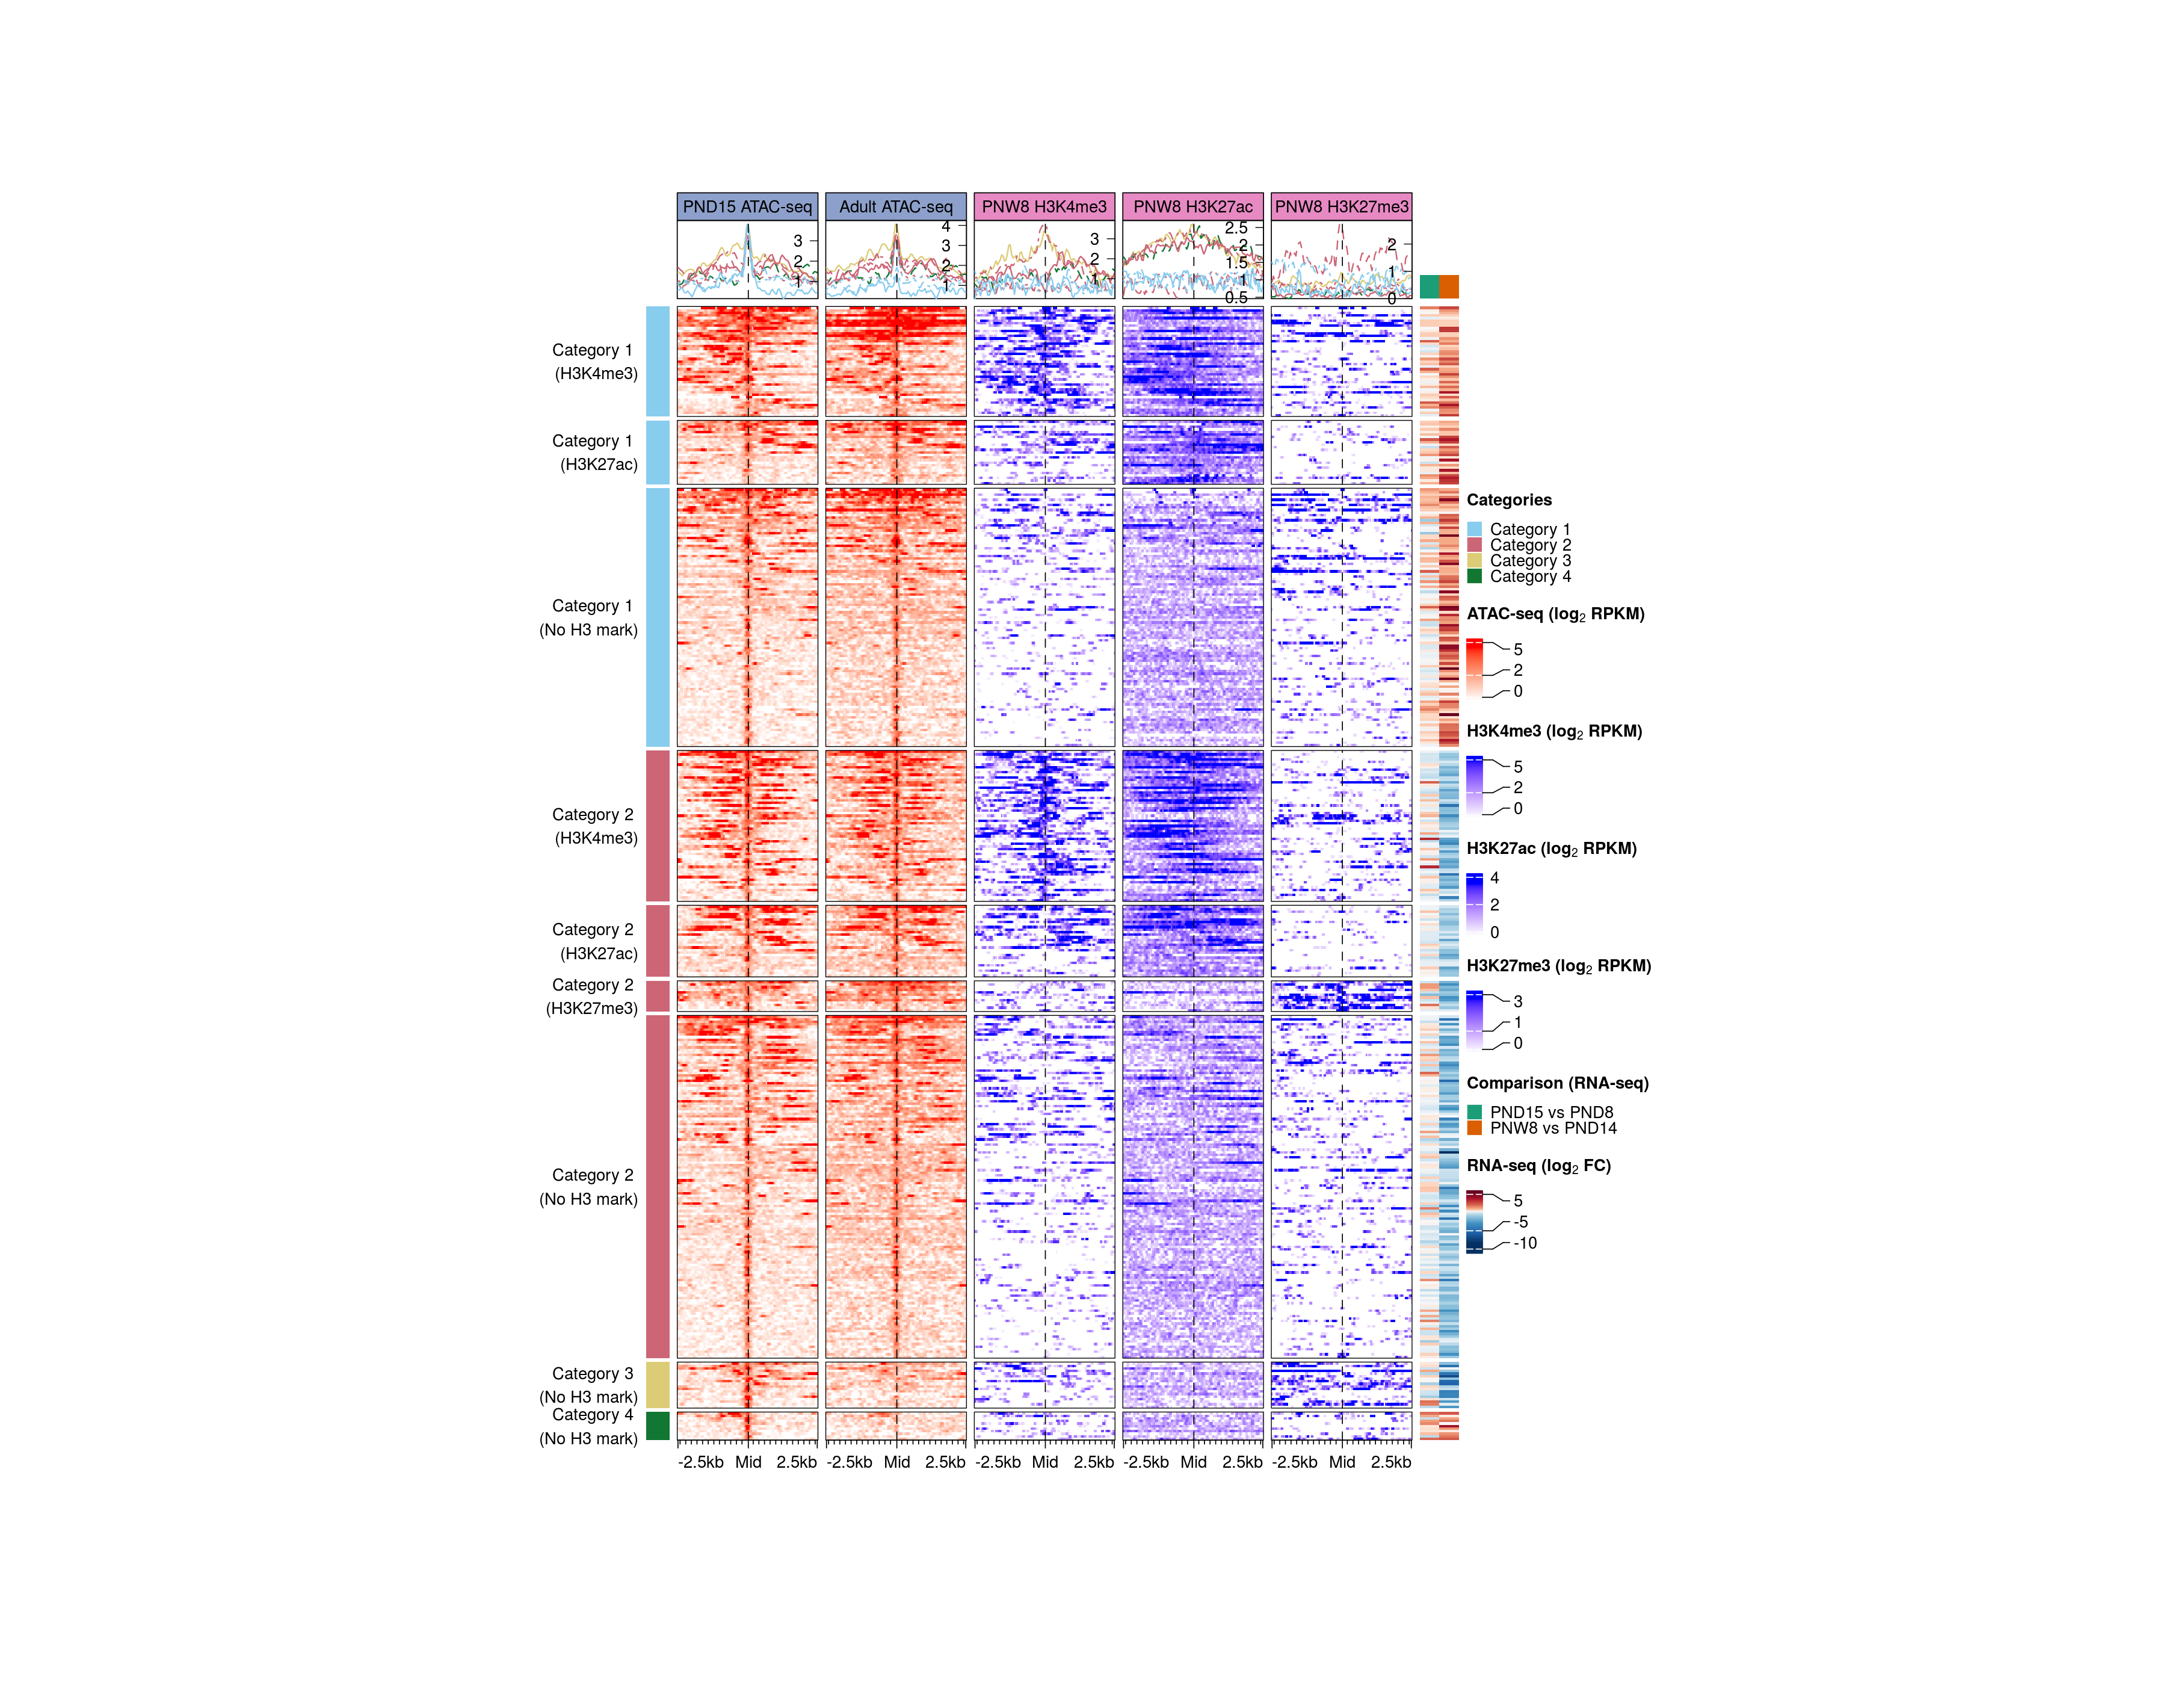 PND15 ATAC-seq
Adult ATAC-seq
PNW8 H3K4me3
PNW8 H3K27ac
PNW8 H3K27me3
3
2
1
4
3
2
1
3
2
1
2.5
2
1.5
1
0.5
2
1
0
Category 1
(H3K4me3)
Category 1
(H3K27ac)
Category 1
(No H3 mark)
Category 2
(H3K4me3)
Category 2
(H3K27ac)
Category 2
(H3K27me3)
Category 2
(No H3 mark)
Category 3
(No H3 mark)
Category 4
(No H3 mark)
-2.5kb Mid 2.5kb
-2.5kb Mid 2.5kb
-2.5kb Mid 2.5kb
-2.5kb Mid 2.5kb
-2.5kb Mid 2.5kb
Categories
Category 1
Category 2
Category 3
Category 4
ATAC-seq (log₂ RPKM)
5
2
0
H3K4me3 (log₂ RPKM)
5
2
0
H3K27ac (log₂ RPKM)
4
2
0
H3K27me3 (log₂ RPKM)
3
1
0
Comparison (RNA-seq)
PND15 vs PND8
PNW8 vs PND14
RNA-seq (log₂ FC)
5
-5
-10